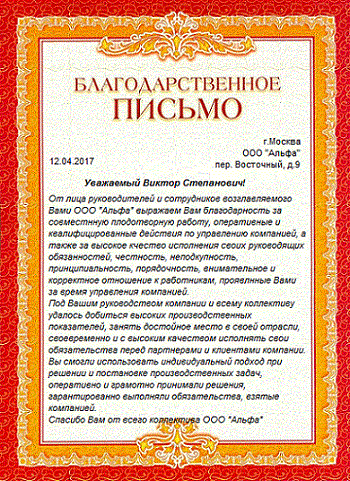 БЛАГОДАРСТВЕННОЕ
ПИСЬМО
г.Москва
ООО "Альфа"
12.04.2017
пер. Восточный, д.9
Уважаемый Виктор Степанович!
От лица руководителей и сотрудников возглавляемого
Вами ООО "Альфа" выражаем Вам благодарность за
совместнную плодотворную работу, оперативные и
квалифицированные действия по управлению компанией, а
также за высокое кчество исполнения своих руководящих
обязанностей, честность, неподкупность,
принципиальность, порядочность, внимательное и
корректное отношение к работникам, проявлнные Вами
за время управления компанией.
Под Вашим руководством компании и всему коллективу
удалось добиться высоких производственных
показателей, занять достойное место в своей отрасли,
своевременно и с высоким качеством исполнять свои
обязательства перед партнерами и клиентами компании.
Вы смогли использовать индивидуальный подход при
решении и постановке производственных задач,
оперативно и грамотно принимали решения,
гарантированно выполняли обязательства, взятые
компанией.
Спасибо Вам от всего коллектива ООО "Альфа"